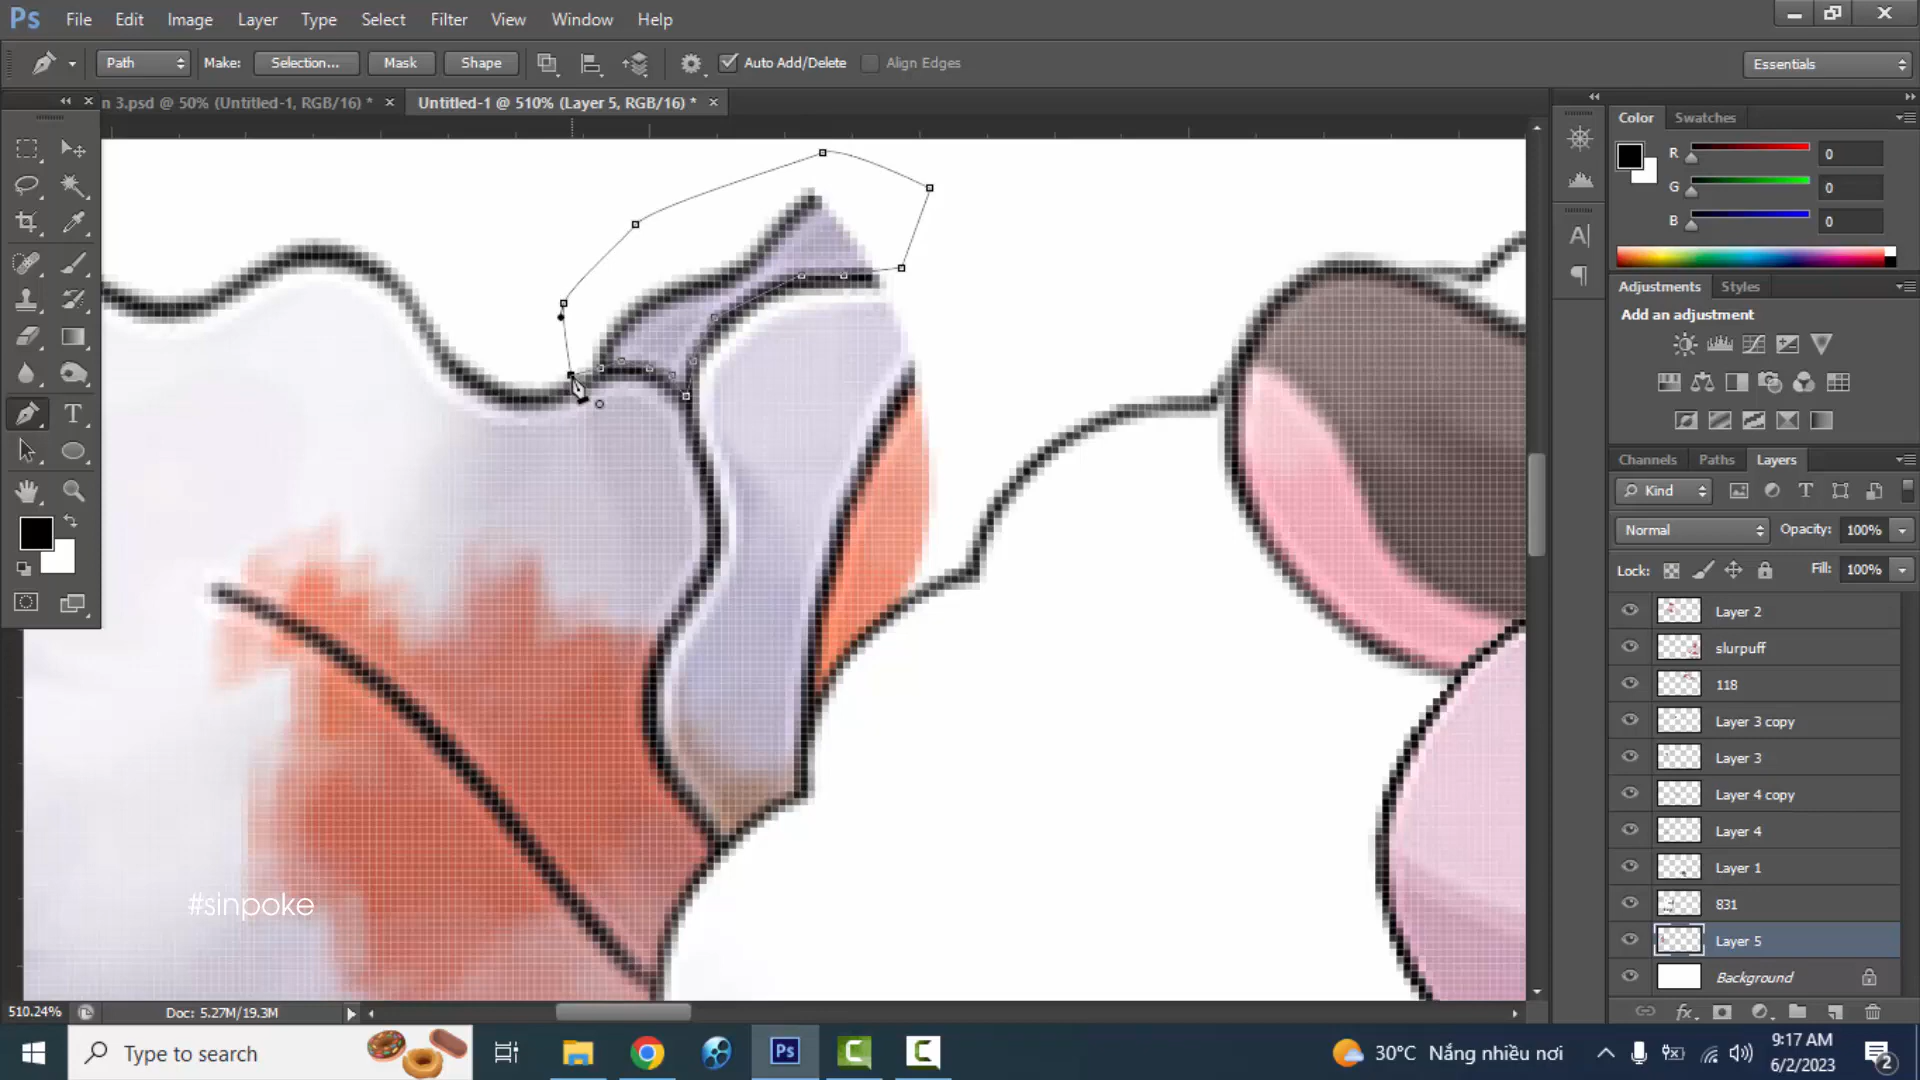 Ps File Edit Image Layer Type Select Filter View Window Help
Path Make: Selection... Mask Shape Auto Add/Delete Align Edges Essentials
n 3.psd @ 50% (Untitled-1, RGB/16) * × Untitled-1 @ 510% (Layer 5, RGB/16) * ×
Color Swatches
R 0
G 0
B 0
Adjustments Styles
Add an adjustment
Channels Paths Layers
Kind
Normal Opacity: 100%
Lock: Fill: 100%
Layer 2
slurpuff
118
Layer 3 copy
Layer 3
Layer 4 copy
Layer 4
Layer 1
831
Layer 5
Background
#sinpoke
510.24% Doc: 5.27M/19.3M
Type to search
Ps
30°C Nắng nhiều nơi
9:17 AM
6/2/2023
2